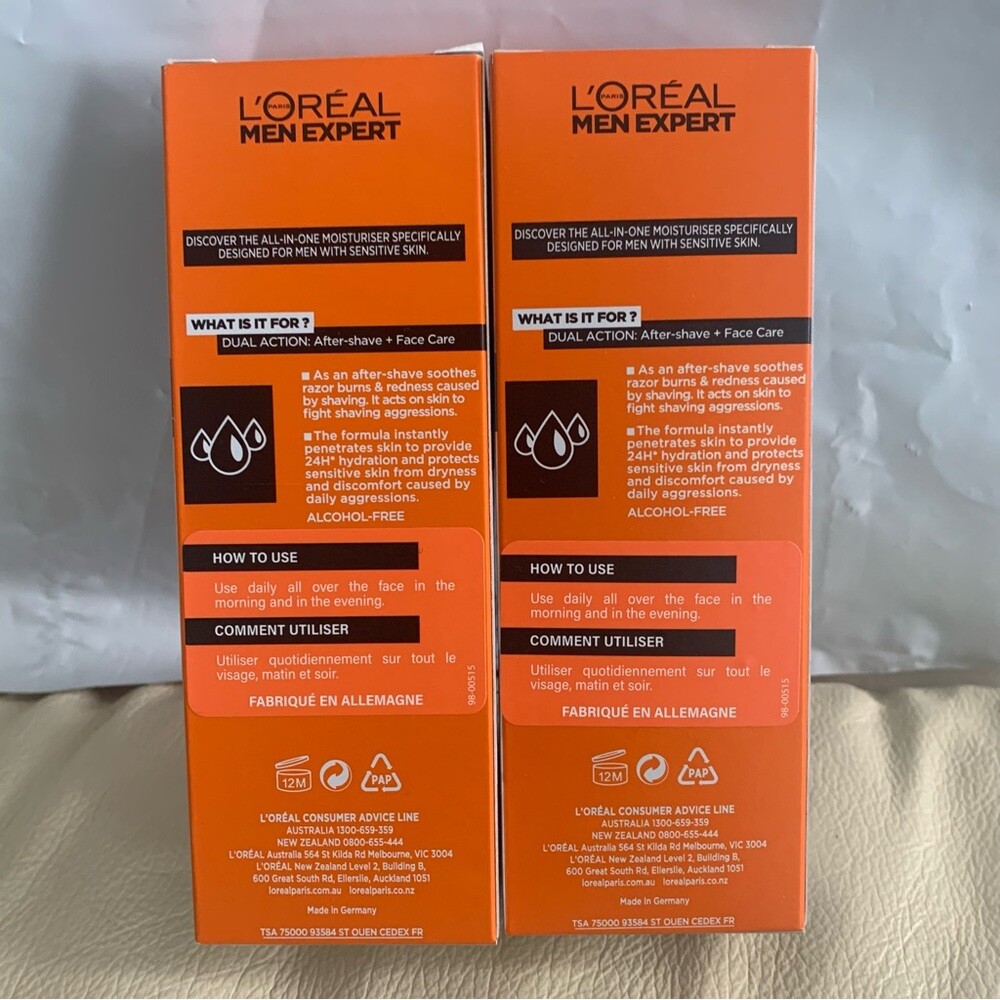 L'ORÉAL
PARIS
MEN EXPERT
DISCOVER THE ALL-IN-ONE MOISTURISER SPECIFICALLY
DESIGNED FOR MEN WITH SENSITIVE SKIN.
WHAT IS IT FOR ?
DUAL ACTION: After-shave + Face Care
As an after-shave soothes
razor burns & redness caused
by shaving. It acts on skin to
fight shaving aggressions.
The formula instantly
penetrates skin to provide
24H* hydration and protects
sensitive skin from dryness
and discomfort caused by
daily aggressions.
ALCOHOL-FREE
HOW TO USE
Use daily all over the face in the
morning and in the evening.
COMMENT UTILISER
Utiliser quotidiennement sur tout le
visage, matin et soir.
FABRIQUÉ EN ALLEMAGNE
98-00515
12M
PAP
L'ORÉAL CONSUMER ADVICE LINE
AUSTRALIA 1300-659-359
NEW ZEALAND 0800-655-444
L'ORÉAL Australia 564 St Kilda Rd Melbourne, VIC 3004
L'ORÉAL New Zealand Level 2, Building B,
600 Great South Rd, Ellerslie, Auckland 1051
lorealparis.com.au lorealparis.co.nz
Made in Germany
TSA 75000 93584 ST OUEN CEDEX FR
L'ORÉAL
PARIS
MEN EXPERT
DISCOVER THE ALL-IN-ONE MOISTURISER SPECIFICALLY
DESIGNED FOR MEN WITH SENSITIVE SKIN.
WHAT IS IT FOR ?
DUAL ACTION: After-shave + Face Care
As an after-shave soothes
razor burns & redness caused
by shaving. It acts on skin to
fight shaving aggressions.
The formula instantly
penetrates skin to provide
24H* hydration and protects
sensitive skin from dryness
and discomfort caused by
daily aggressions.
ALCOHOL-FREE
HOW TO USE
Use daily all over the face in the
morning and in the evening.
COMMENT UTILISER
Utiliser quotidiennement sur tout le
visage, matin et soir.
FABRIQUÉ EN ALLEMAGNE
98-00515
12M
PAP
L'ORÉAL CONSUMER ADVICE LINE
AUSTRALIA 1300-659-359
NEW ZEALAND 0800-655-444
L'ORÉAL Australia 564 St Kilda Rd Melbourne, VIC 3004
L'ORÉAL New Zealand Level 2, Building B,
600 Great South Rd, Ellerslie, Auckland 1051
lorealparis.com.au lorealparis.co.nz
Made in Germany
TSA 75000 93584 ST OUEN CEDEX FR